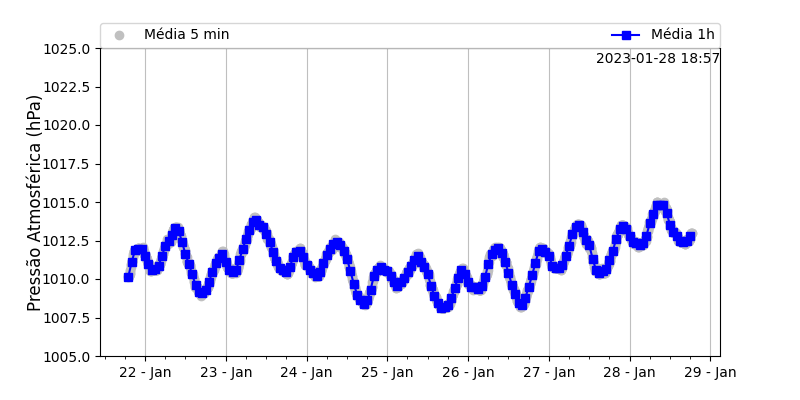 Média 5 min
Média 1h
2023-01-28 18:57
Pressão Atmosférica (hPa)
1025.0
1022.5
1020.0
1017.5
1015.0
1012.5
1010.0
1007.5
1005.0
22 - Jan
23 - Jan
24 - Jan
25 - Jan
26 - Jan
27 - Jan
28 - Jan
29 - Jan